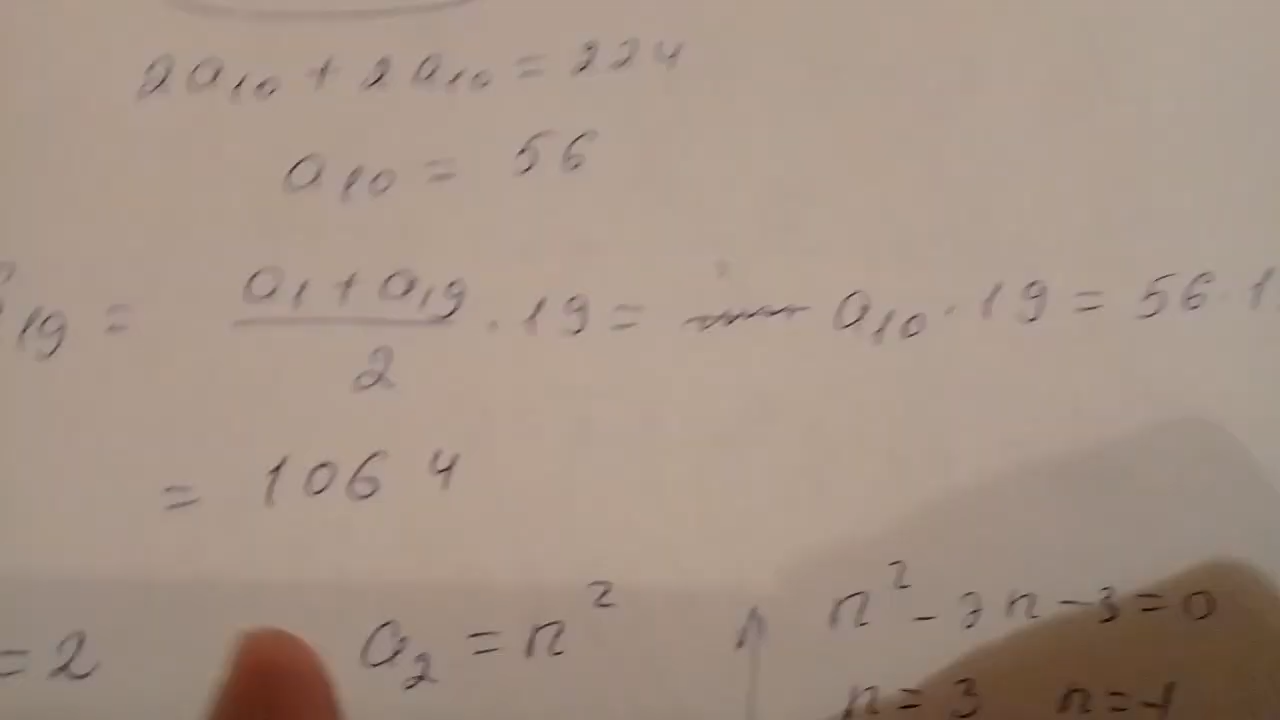 2a₁₀ + 2a₁₀ = 224
a₁₀ = 56
₁₉ = (a₁ + a₁₉)/2 · 19 = a₁₀ · 19 = 56 · 1
= 1064
= 2 a₂ = n² n² - 2n - 3 = 0
n = 3 n = -1